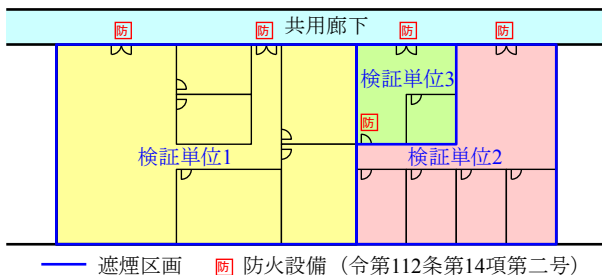 防 防 共用廊下 防 防
検証単位3
防
検証単位1 検証単位2
遮煙区画 防 防火設備（令第112条第14項第二号）